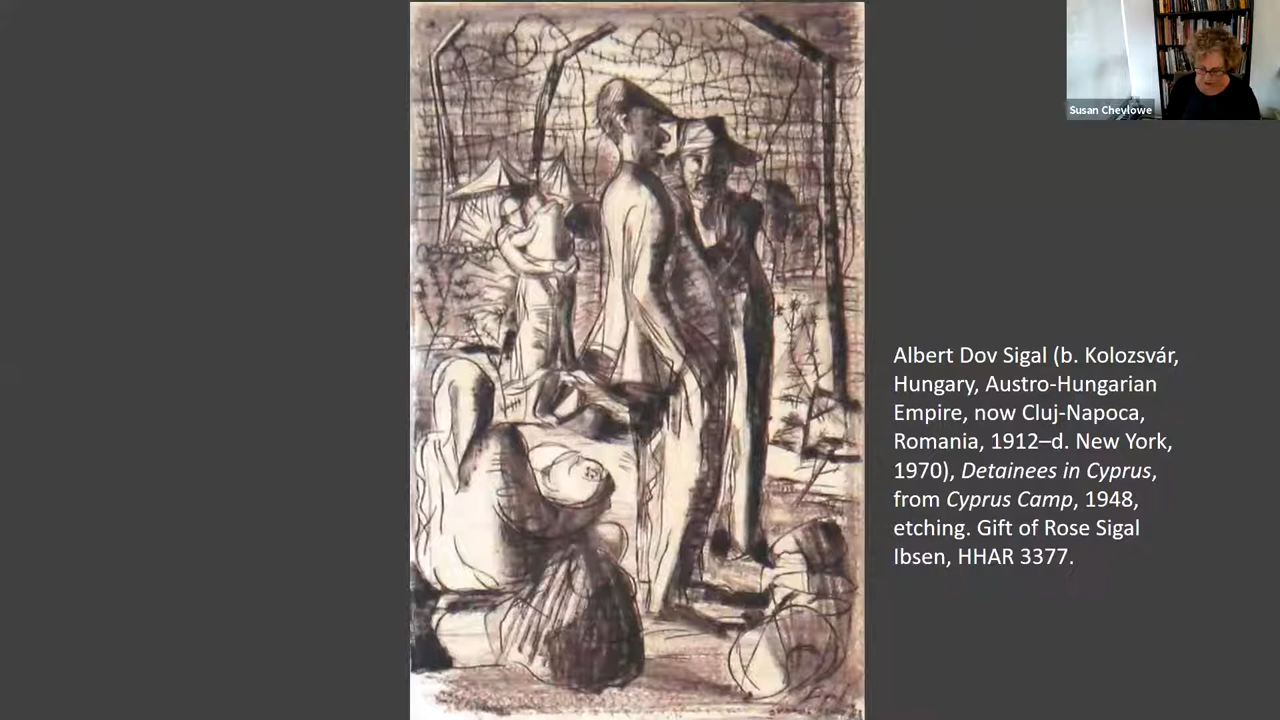 Susan Chevlowe
Albert Dov Sigal (b. Kolozsvár,
Hungary, Austro-Hungarian
Empire, now Cluj-Napoca,
Romania, 1912–d. New York,
1970), Detainees in Cyprus,
from Cyprus Camp, 1948,
etching. Gift of Rose Sigal
Ibsen, HHAR 3377.